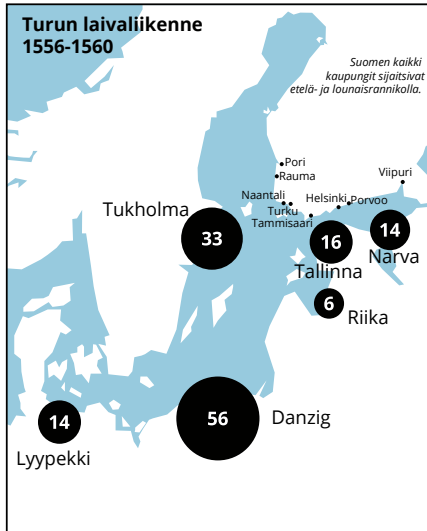 Turun laivaliikenne
1556-1560
Suomen kaikki
kaupungit sijaitsivat
etelä- ja lounaisrannikolla.
Pori
Rauma
Viipuri
Naantali
Helsinki
Porvoo
Turku
Tammisaari
Tukholma
33
16
14
Tallinna
Narva
6
Riika
14
56
Danzig
Lyypekki